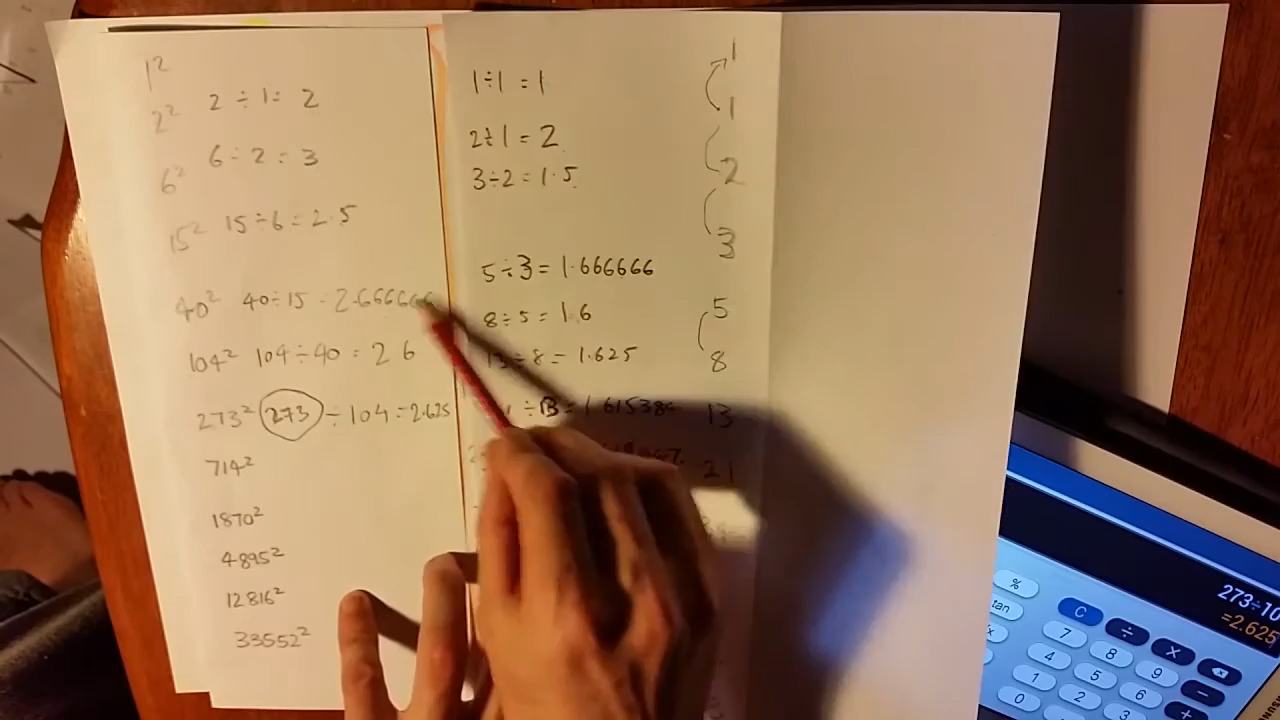 1²
2² 2 ÷ 1 = 2
6² 6 ÷ 2 = 3
15² 15 ÷ 6 = 2.5
40² 40 ÷ 15 = 2.666666
104² 104 ÷ 40 = 2 6
273² 273 ÷ 104 = 2.625
714²
1870²
4895²
12816²
33552²
1 ÷ 1 = 1
2 ÷ 1 = 2
3 ÷ 2 = 1.5
5 ÷ 3 = 1.666666
8 ÷ 5 = 1.6
13 ÷ 8 = 1.625
÷ 13 = 1.61538
1
1
2
3
5
8
13
21
273÷10
=2.625
%
C
÷
×
tan
7
8
9
4
5
6
−
1
2
3
+
0